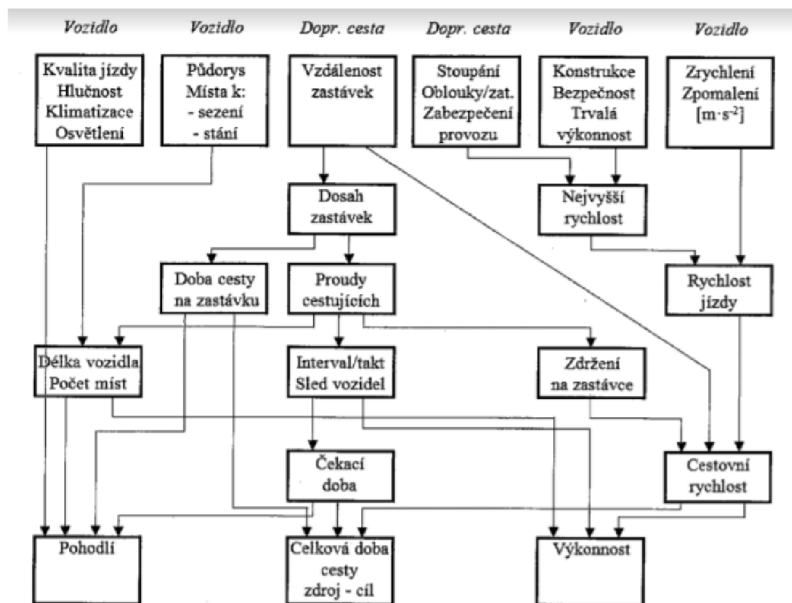 Vozidlo
Vozidlo
Dopr. cesta
Dopr. cesta
Vozidlo
Vozidlo
Kvalita jízdy
Hlučnost
Klimatizace
Osvětlení
Půdorys
Místa k:
- sezení
- stání
Vzdálenost
zastávek
Stoupání
Oblouky/zat.
Zabezpečení
provozu
Konstrukce
Bezpečnost
Trvalá
výkonnost
Zrychlení
Zpomalení
[m·s⁻²]
Dosah
zastávek
Nejvyšší
rychlost
Doba cesty
na zastávku
Proudy
cestujících
Rychlost
jízdy
Délka vozidla
Počet míst
Interval/takt
Sled vozidel
Zdržení
na zastávce
Čekací
doba
Cestovní
rychlost
Pohodlí
Celková doba
cesty
zdroj - cíl
Výkonnost